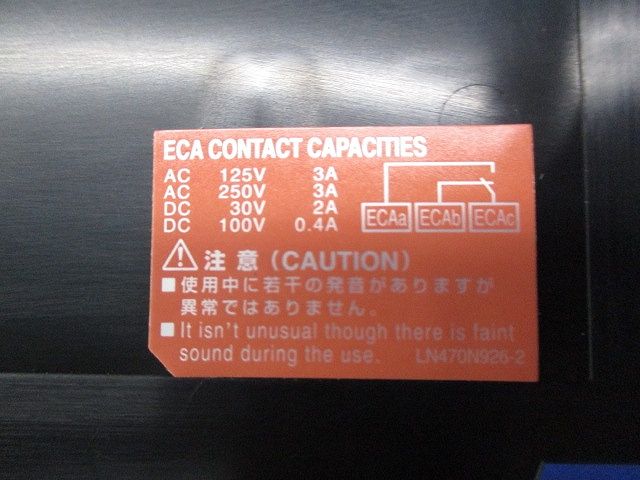 ECA CONTACT CAPACITIES
AC 125V 3A
AC 250V 3A
DC 30V 2A
DC 100V 0.4A
ECAa ECAb ECAc
注意 (CAUTION)
■使用中に若干の発音がありますが
異常ではありません。
■It isn't unusual though there is faint
sound during the use. LN470N926-2